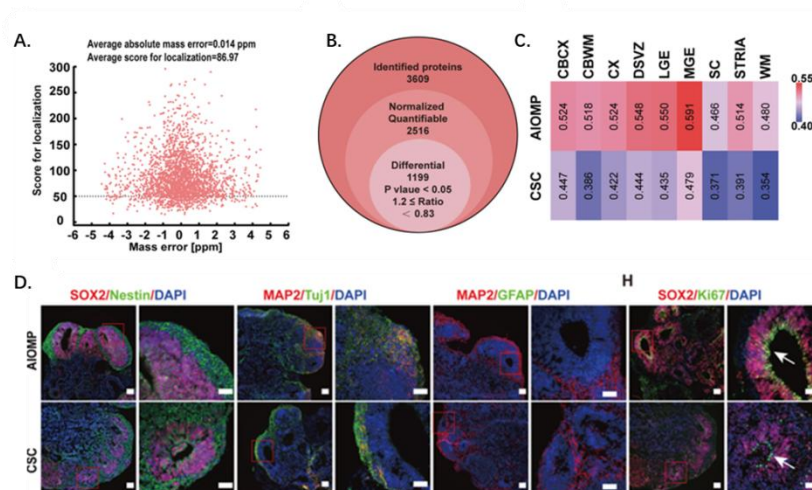 A.
Average absolute mass error=0.014 ppm
Average score for localization=86.97
Score for localization
300
250
200
150
100
50
0
-6 -5 -4 -3 -2 -1 0 1 2 3 4 5 6
Mass error [ppm]
B.
Identified proteins
3609
Normalized
Quantifiable
2516
Differential
1199
P vlaue < 0.05
1.2 ≤ Ratio
< 0.83
C.
CBCX CBWM CX DSVZ LGE MGE SC STRIA WM
AIOMP 0.524 0.518 0.524 0.548 0.550 0.591 0.466 0.514 0.480
CSC 0.447 0.386 0.422 0.444 0.435 0.479 0.371 0.391 0.354
0.55
0.40
D.
SOX2/Nestin/DAPI MAP2/Tuj1/DAPI MAP2/GFAP/DAPI
H
SOX2/Ki67/DAPI
AIOMP
CSC